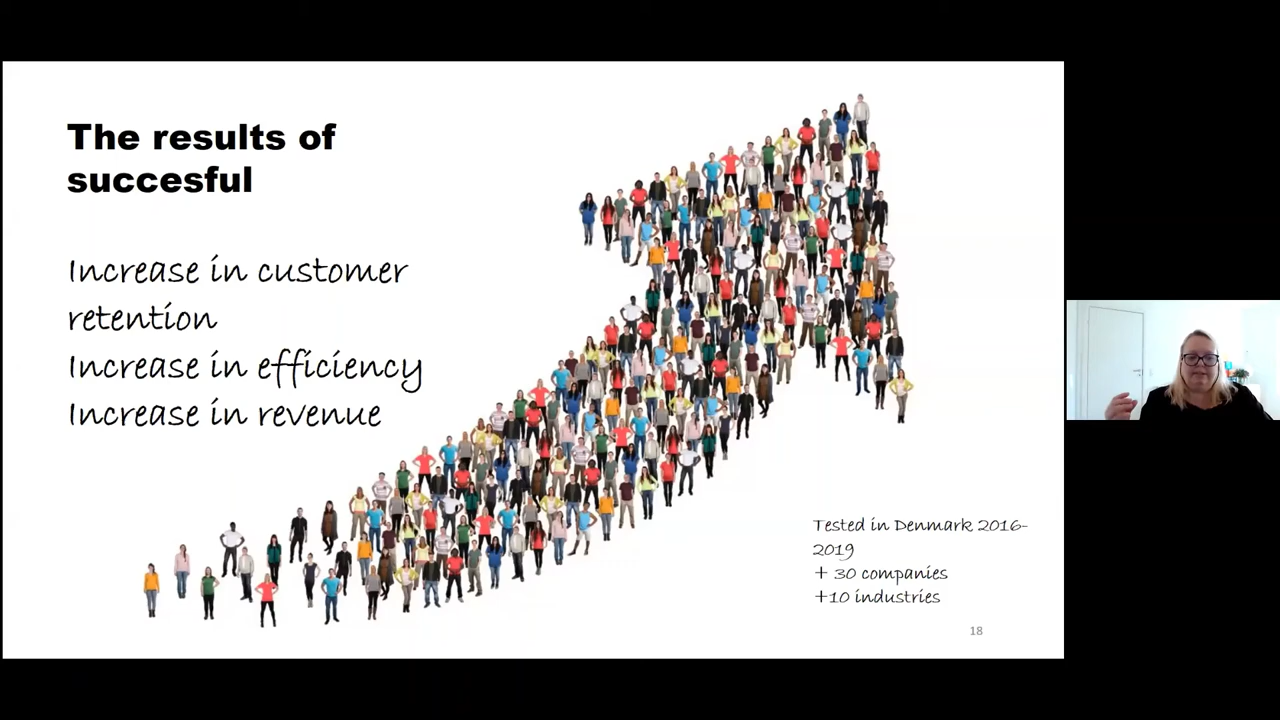 The results of
succesful
Increase in customer
retention
Increase in efficiency
Increase in revenue
Tested in Denmark 2016-
2019
+ 30 companies
+10 industries
18